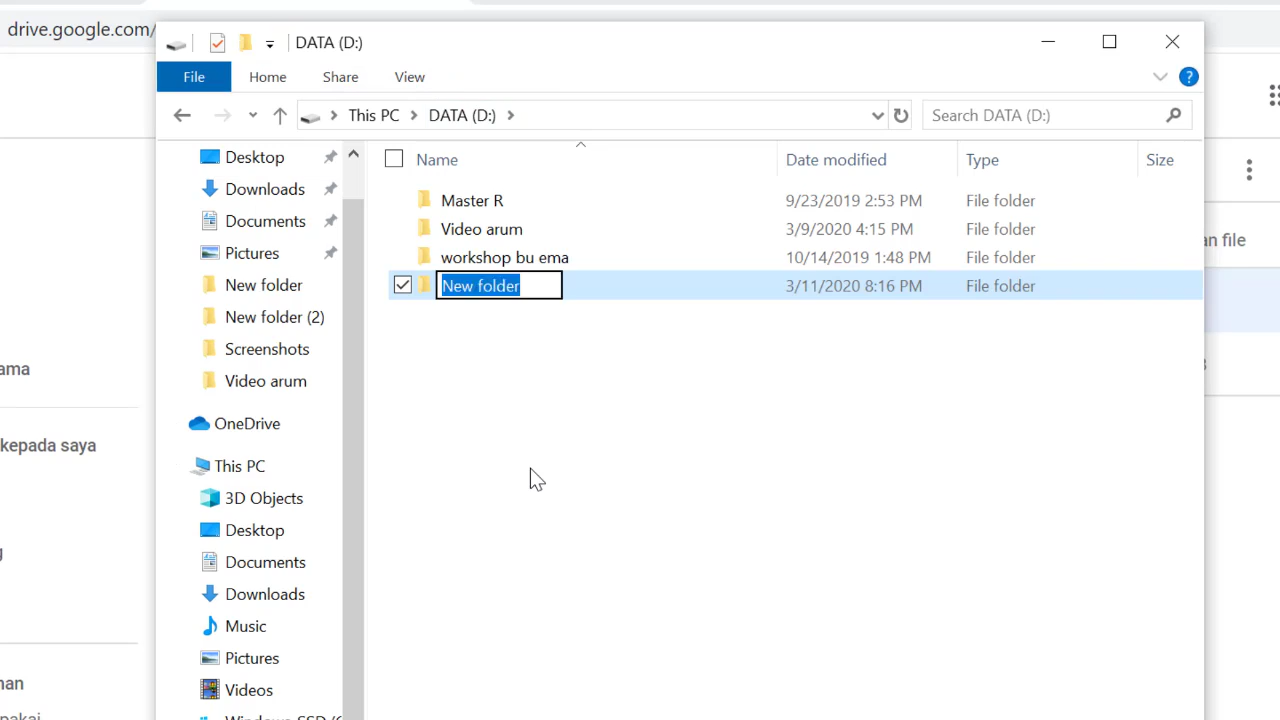 drive.google.com/
DATA (D:)
File Home Share View
This PC DATA (D:) Search DATA (D:)
Name Date modified Type Size
Master R 9/23/2019 2:53 PM File folder
Video arum 3/9/2020 4:15 PM File folder
workshop bu ema 10/14/2019 1:48 PM File folder
New folder 3/11/2020 8:16 PM File folder
Desktop
Downloads
Documents
Pictures
New folder
New folder (2)
Screenshots
Video arum
OneDrive
This PC
3D Objects
Desktop
Documents
Downloads
Music
Pictures
Videos
ama
kepada saya
g
nan
an file